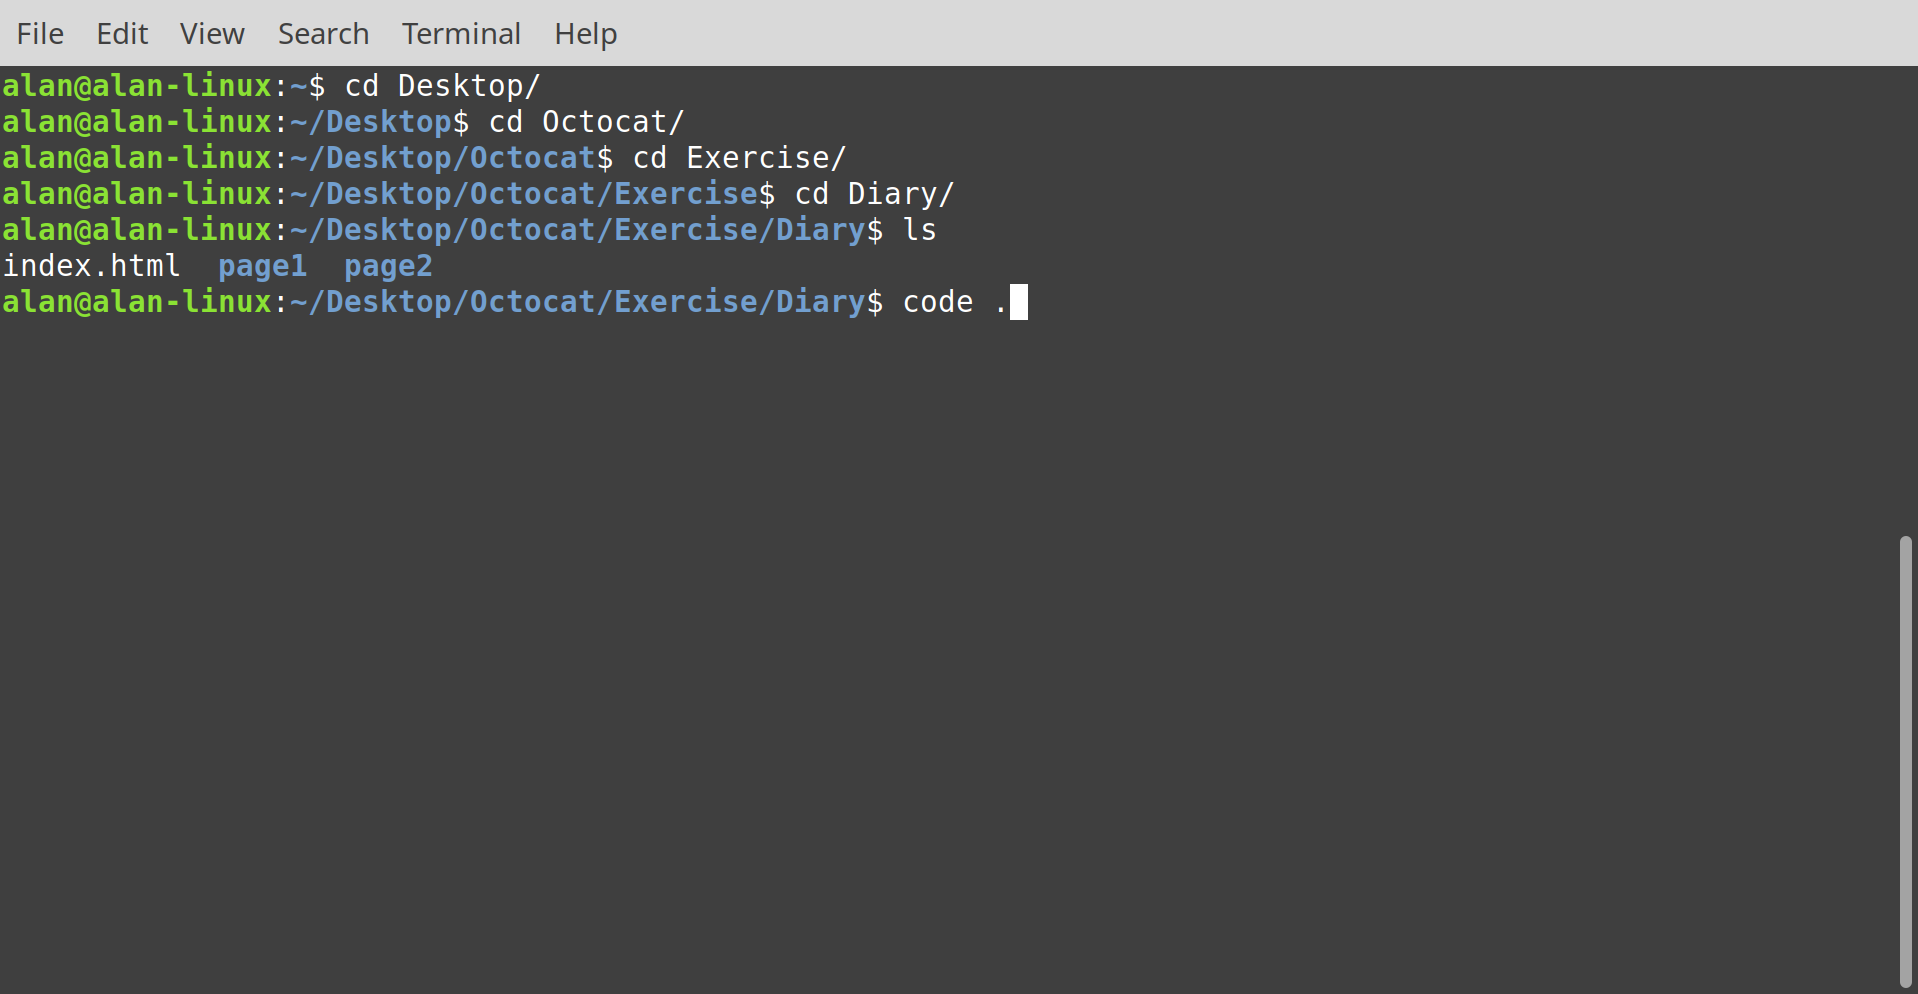 File Edit View Search Terminal Help
alan@alan-linux:~$ cd Desktop/
alan@alan-linux:~/Desktop$ cd Octocat/
alan@alan-linux:~/Desktop/Octocat$ cd Exercise/
alan@alan-linux:~/Desktop/Octocat/Exercise$ cd Diary/
alan@alan-linux:~/Desktop/Octocat/Exercise/Diary$ ls
index.html  page1  page2
alan@alan-linux:~/Desktop/Octocat/Exercise/Diary$ code .